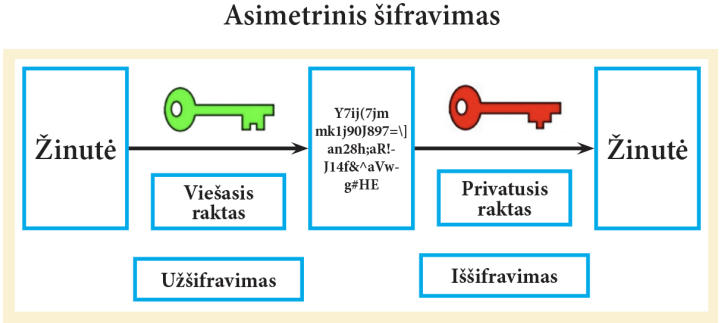 Asimetrinis šifravimas
Žinutė
Viešasis
raktas
Užšifravimas
Y7ij(7jm
mk1j90J897=\]
an28h;aR!-
J14f&^aVw-
g#HE
Privatusis
raktas
Iššifravimas
Žinutė